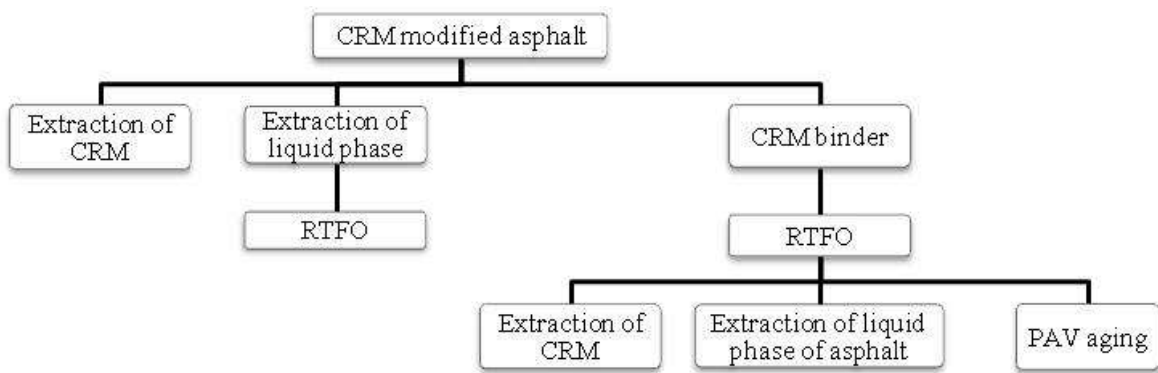 CRM modified asphalt
Extraction of
CRM
Extraction of
liquid phase
CRM binder
RTFO
RTFO
Extraction of
CRM
Extraction of liquid
phase of asphalt
PAV aging